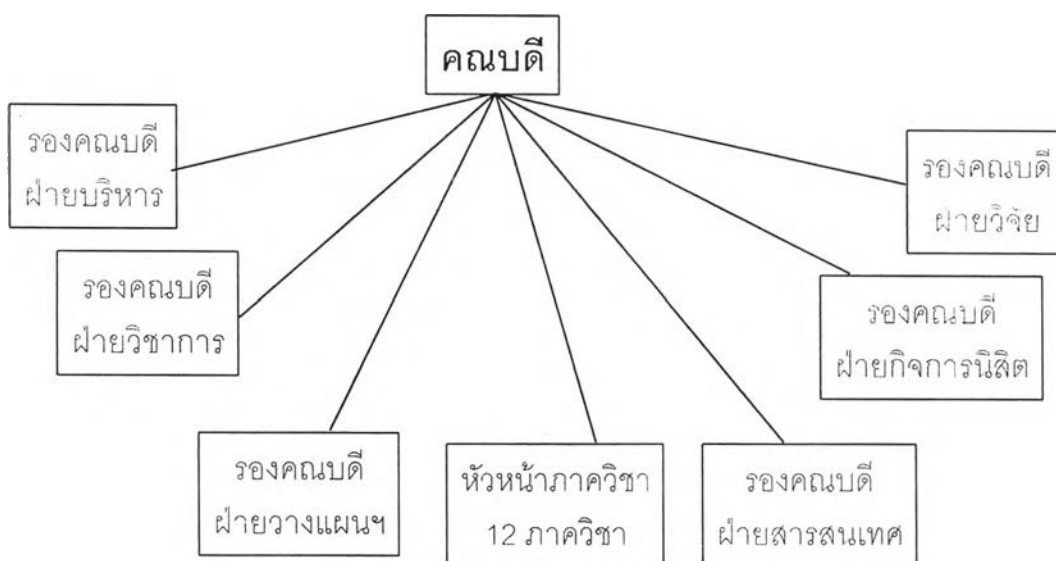 คณบดี
รองคณบดี
ฝ่ายบริหาร
รองคณบดี
ฝ่ายวิจัย
รองคณบดี
ฝ่ายวิชาการ
รองคณบดี
ฝ่ายกิจการนิสิต
รองคณบดี
ฝ่ายวางแผนฯ
หัวหน้าภาควิชา
12 ภาควิชา
รองคณบดี
ฝ่ายสารสนเทศ